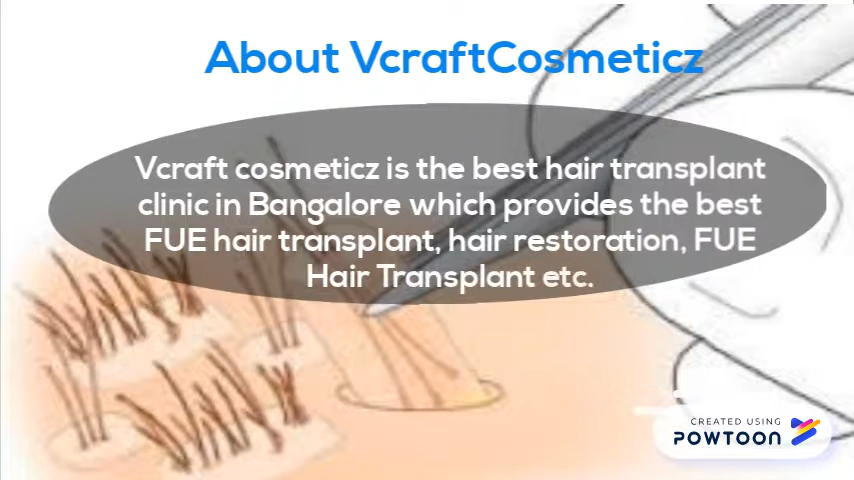 About VcraftCosmeticz
Vcraft cosmeticz is the best hair transplant
clinic in Bangalore which provides the best
FUE hair transplant, hair restoration, FUE
Hair Transplant etc.
CREATED USING
POWTOON